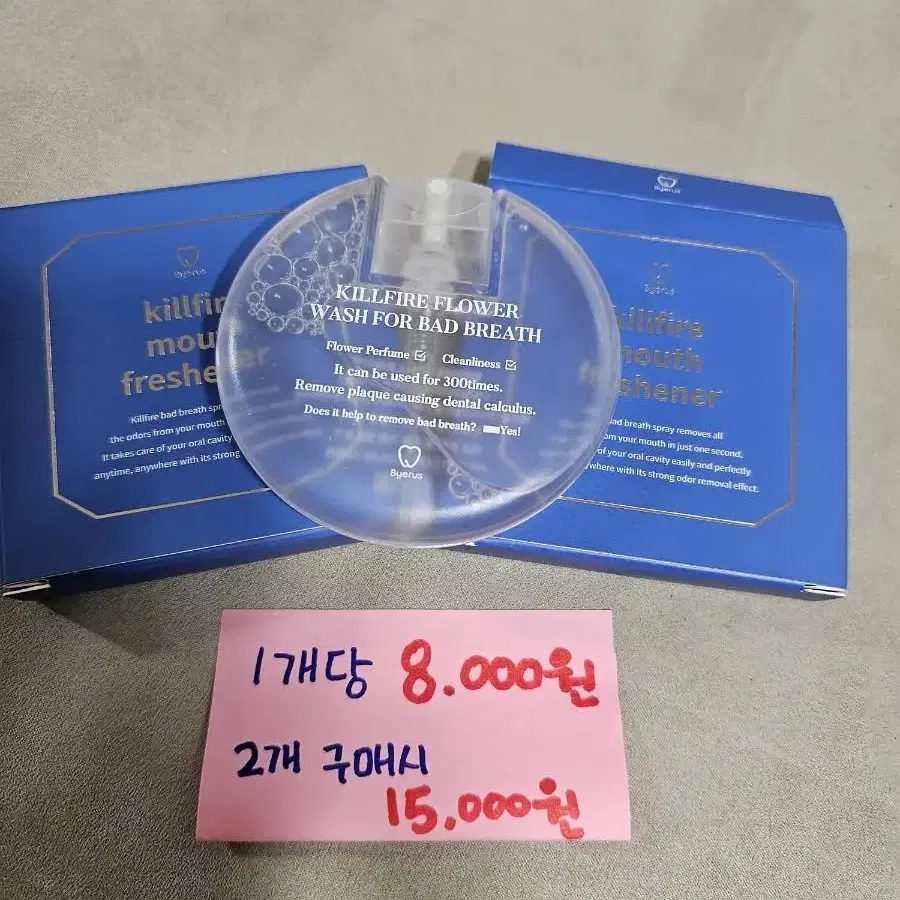 Byerus
killfire
mou
freshener
Killfire bad breath spray
the odors from your mouth
It takes care of your oral cavity
anytime, anywhere with its strong
KILLFIRE FLOWER
WASH FOR BAD BREATH
Flower Perfume Cleanliness
It can be used for 300times.
Remove plaque causing dental calculus.
Does it help to remove bad breath? Yes!
Byerus
Byerus
Byerus
killfire
mouth
freshener
bad breath spray removes all
from your mouth in just one second.
of your oral cavity easily and perfectly
where with its strong odor removal effect.
1개당 8.000원
2개 구매시
15.000원